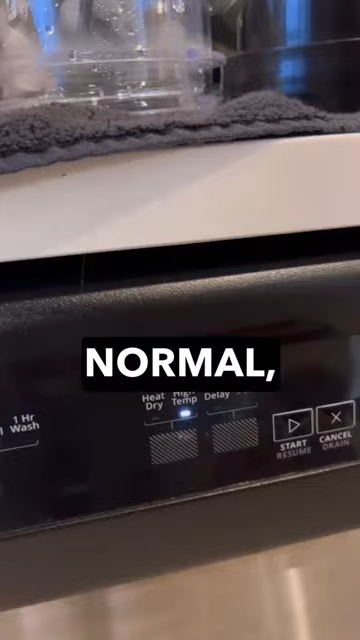 NORMAL,
Heat
Dry
High
Temp
Delay
1 Hr
Wash
START
RESUME
CANCEL
DRAIN